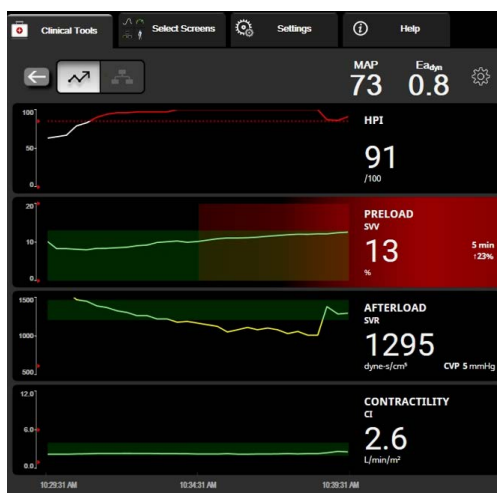 Clinical Tools
Select Screens
Settings
Help
MAP
73
Eadyn
0.8
100
50
0
HPI
91
/100
20
10
0
PRELOAD
SVV
13
%
5 min
↑23%
1500
500
AFTERLOAD
SVR
1295
dyne-s/cm⁵
CVP 5 mmHg
12.0
6.0
0.0
CONTRACTILITY
CI
2.6
L/min/m²
10:29:31 AM
10:34:31 AM
10:39:31 AM